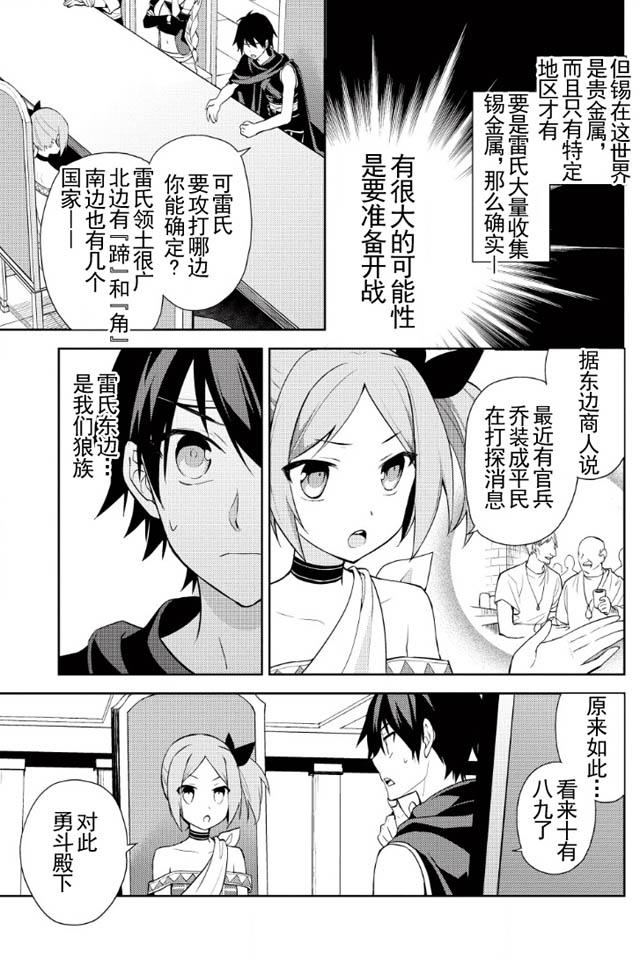 但锡在这世界
是贵金属，
而且只有特定
地区才有
要是雷氏大量收集
锡金属，那么确实—
有很大的可能性
是要准备开战
可雷氏
要攻打哪边
你能确定？
雷氏领土很广
北边有『蹄』和『角』
南边也有几个
国家——
据东边商人说
最近有官兵
乔装成平民
在打探消息
雷氏东边…
是我们狼族
原来如此…
看来十有
八九了
对此
勇斗殿下